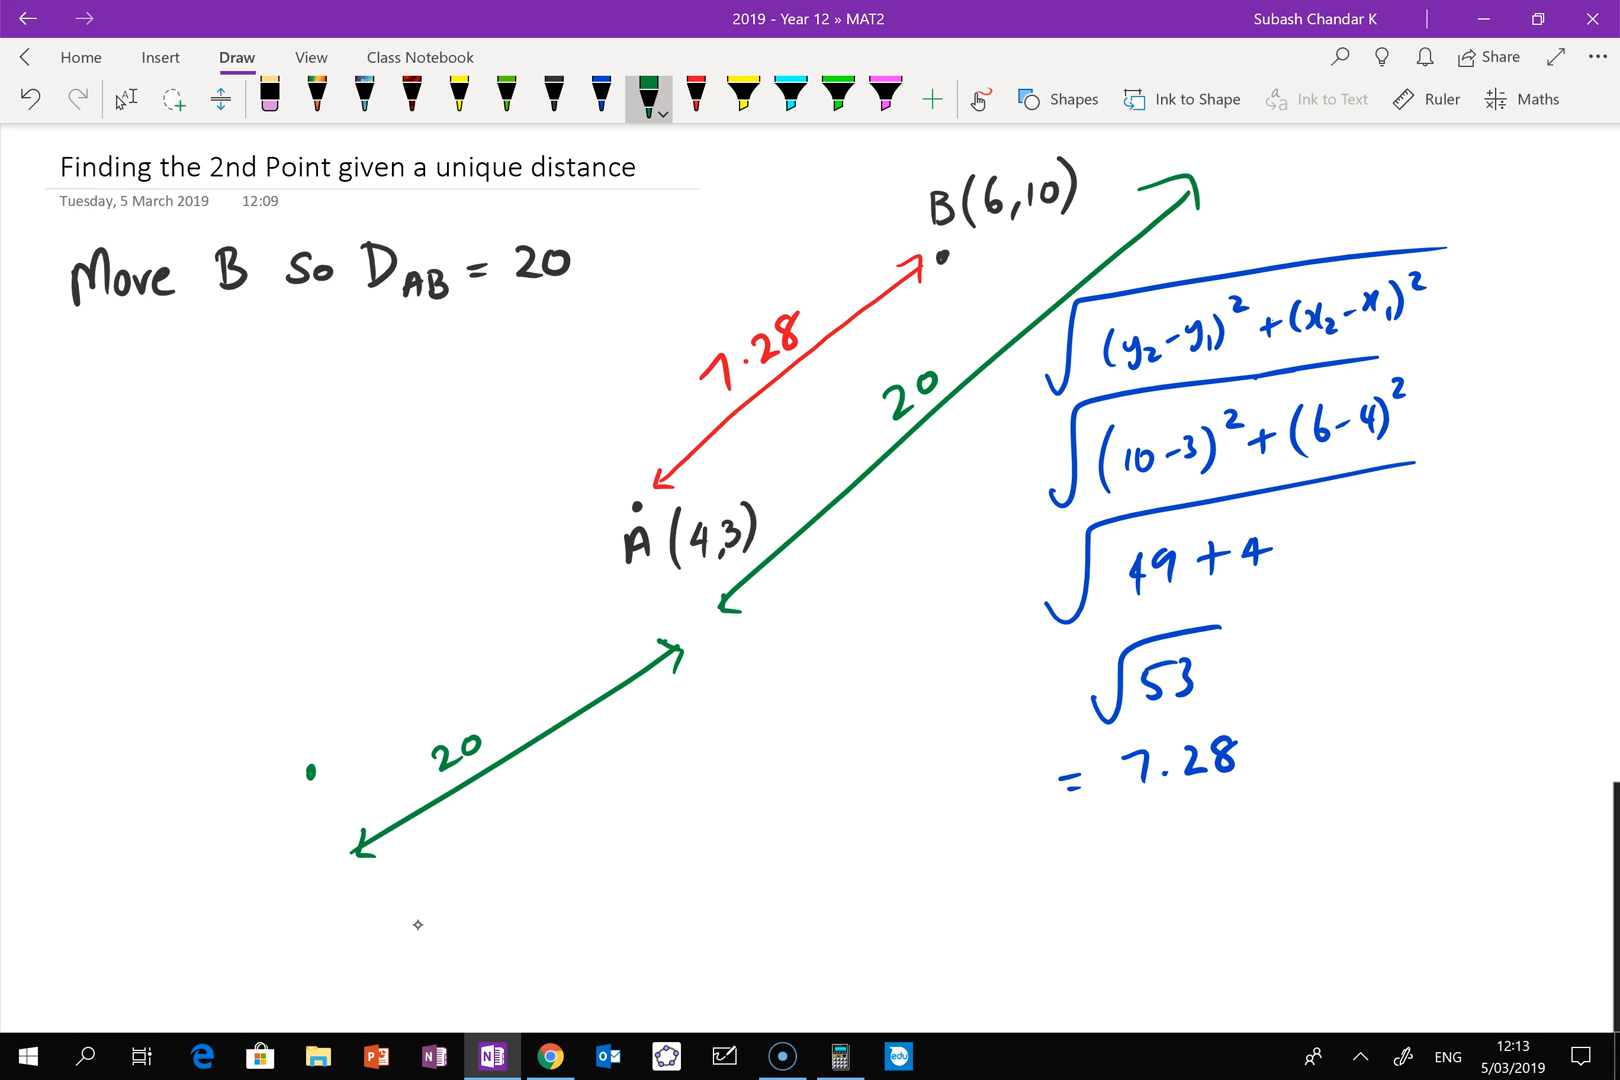 2019 - Year 12 » MAT2
Subash Chandar K
Home Insert Draw View Class Notebook
Share
Shapes Ink to Shape Ink to Text Ruler Maths
Finding the 2nd Point given a unique distance
Tuesday, 5 March 2019 12:09
Move B so D_AB = 20
B(6,10)
7.28
20
A(4,3)
20
√(y₂-y₁)²+(x₂-x₁)²
√(10-3)²+(6-4)²
√49+4
√53
= 7.28
ENG
12:13
5/03/2019
edu